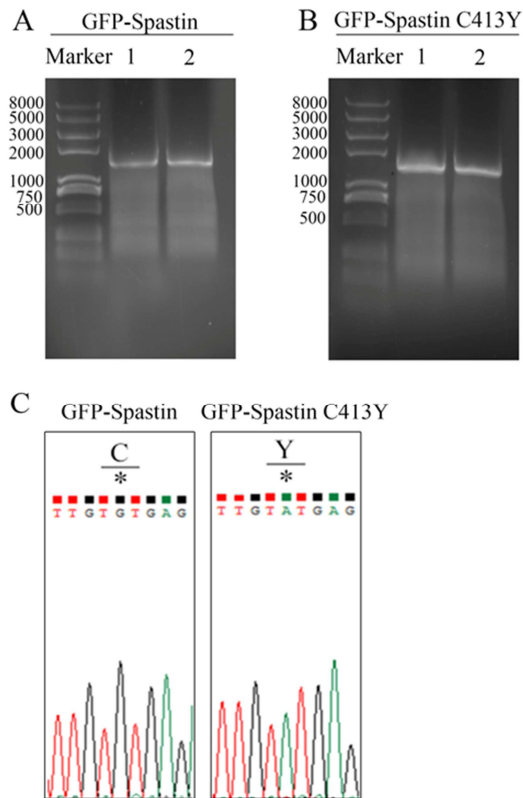 A
GFP-Spastin
Marker 1 2
8000
5000
3000
2000
1000
750
500
B
GFP-Spastin C413Y
Marker 1 2
8000
5000
3000
2000
1000
750
500
C
GFP-Spastin
C
*
T T G T G T G A G
GFP-Spastin C413Y
Y
*
T T G T A T G A G